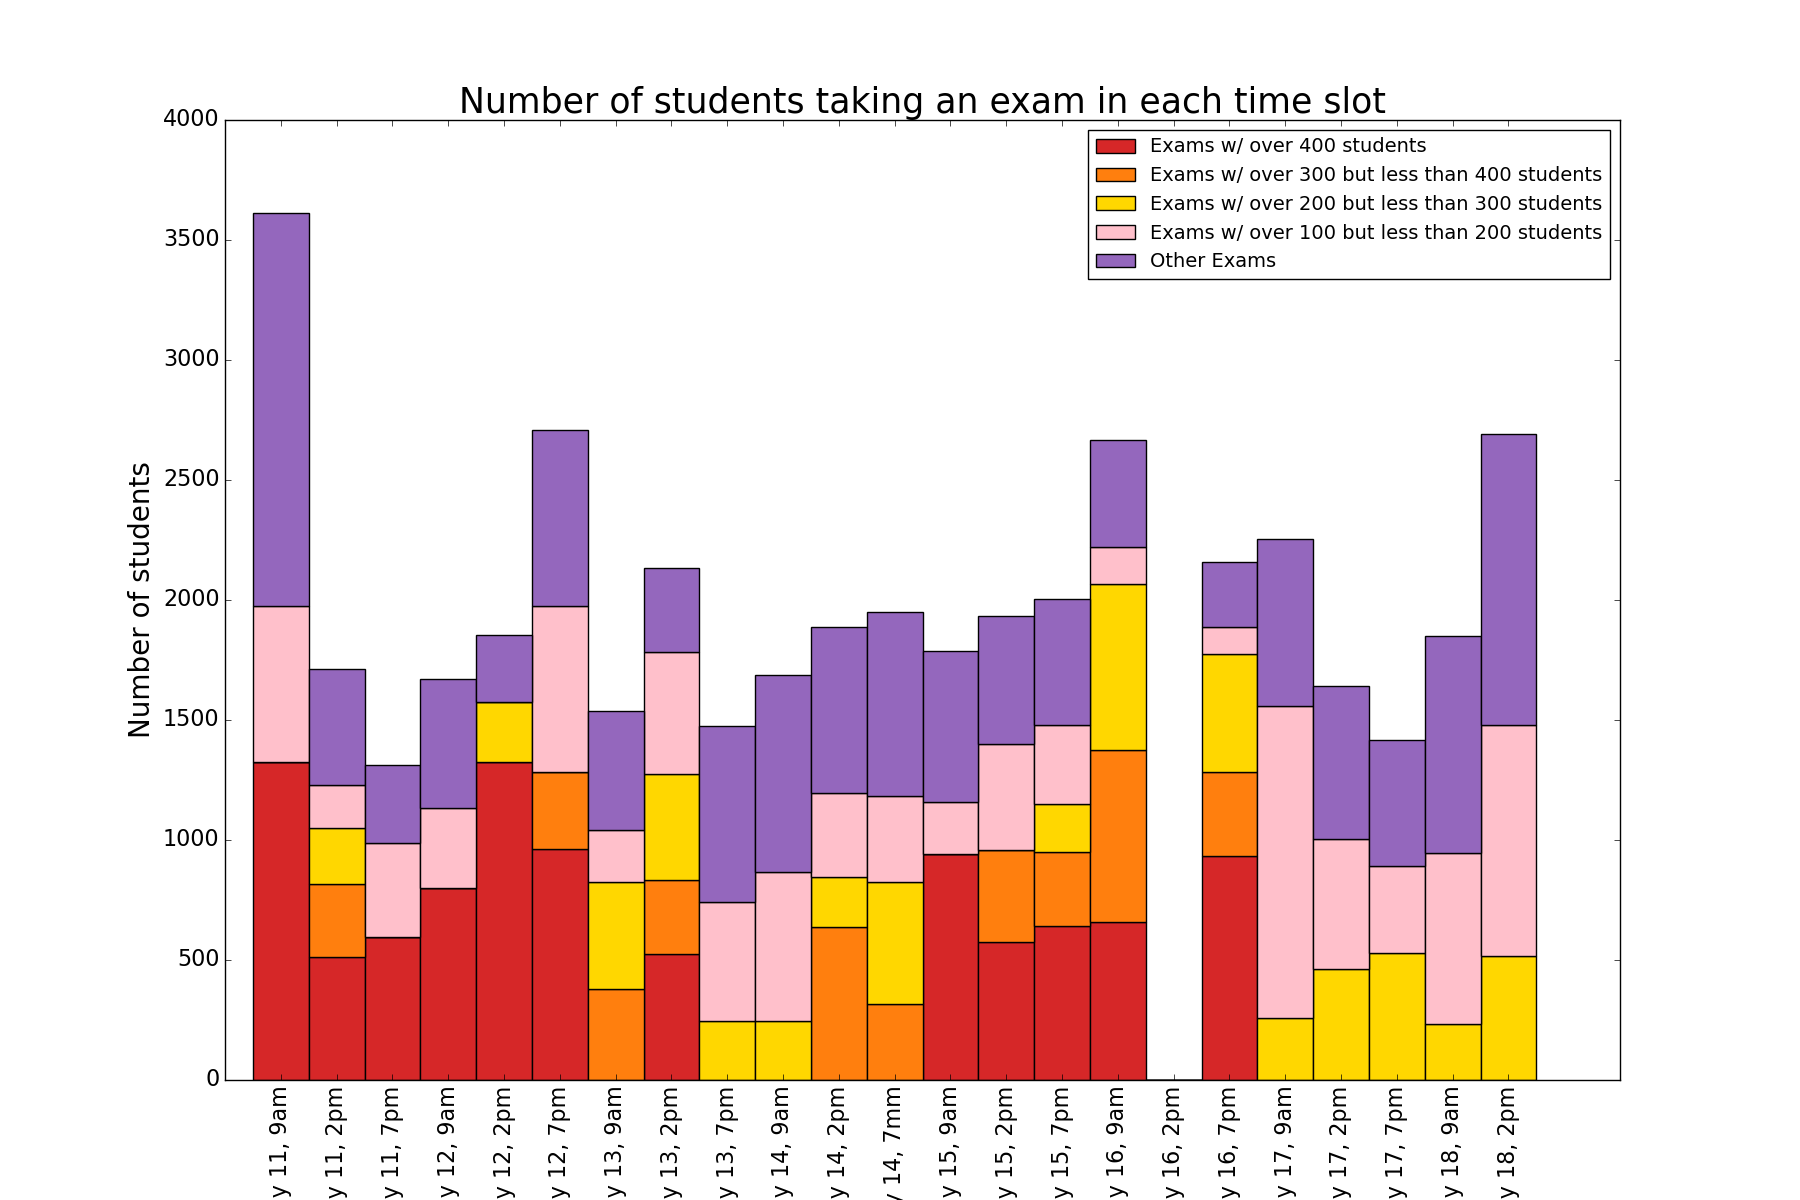 Number of students taking an exam in each time slot
Exams w/ over 400 students
Exams w/ over 300 but less than 400 students
Exams w/ over 200 but less than 300 students
Exams w/ over 100 but less than 200 students
Other Exams
Number of students
4000
3500
3000
2500
2000
1500
1000
500
0
y 11, 9am
y 11, 2pm
y 11, 7pm
y 12, 9am
y 12, 2pm
y 12, 7pm
y 13, 9am
y 13, 2pm
y 13, 7pm
y 14, 9am
y 14, 2pm
y 14, 7mm
y 15, 9am
y 15, 2pm
y 15, 7pm
y 16, 9am
y 16, 2pm
y 16, 7pm
y 17, 9am
y 17, 2pm
y 17, 7pm
y 18, 9am
y 18, 2pm